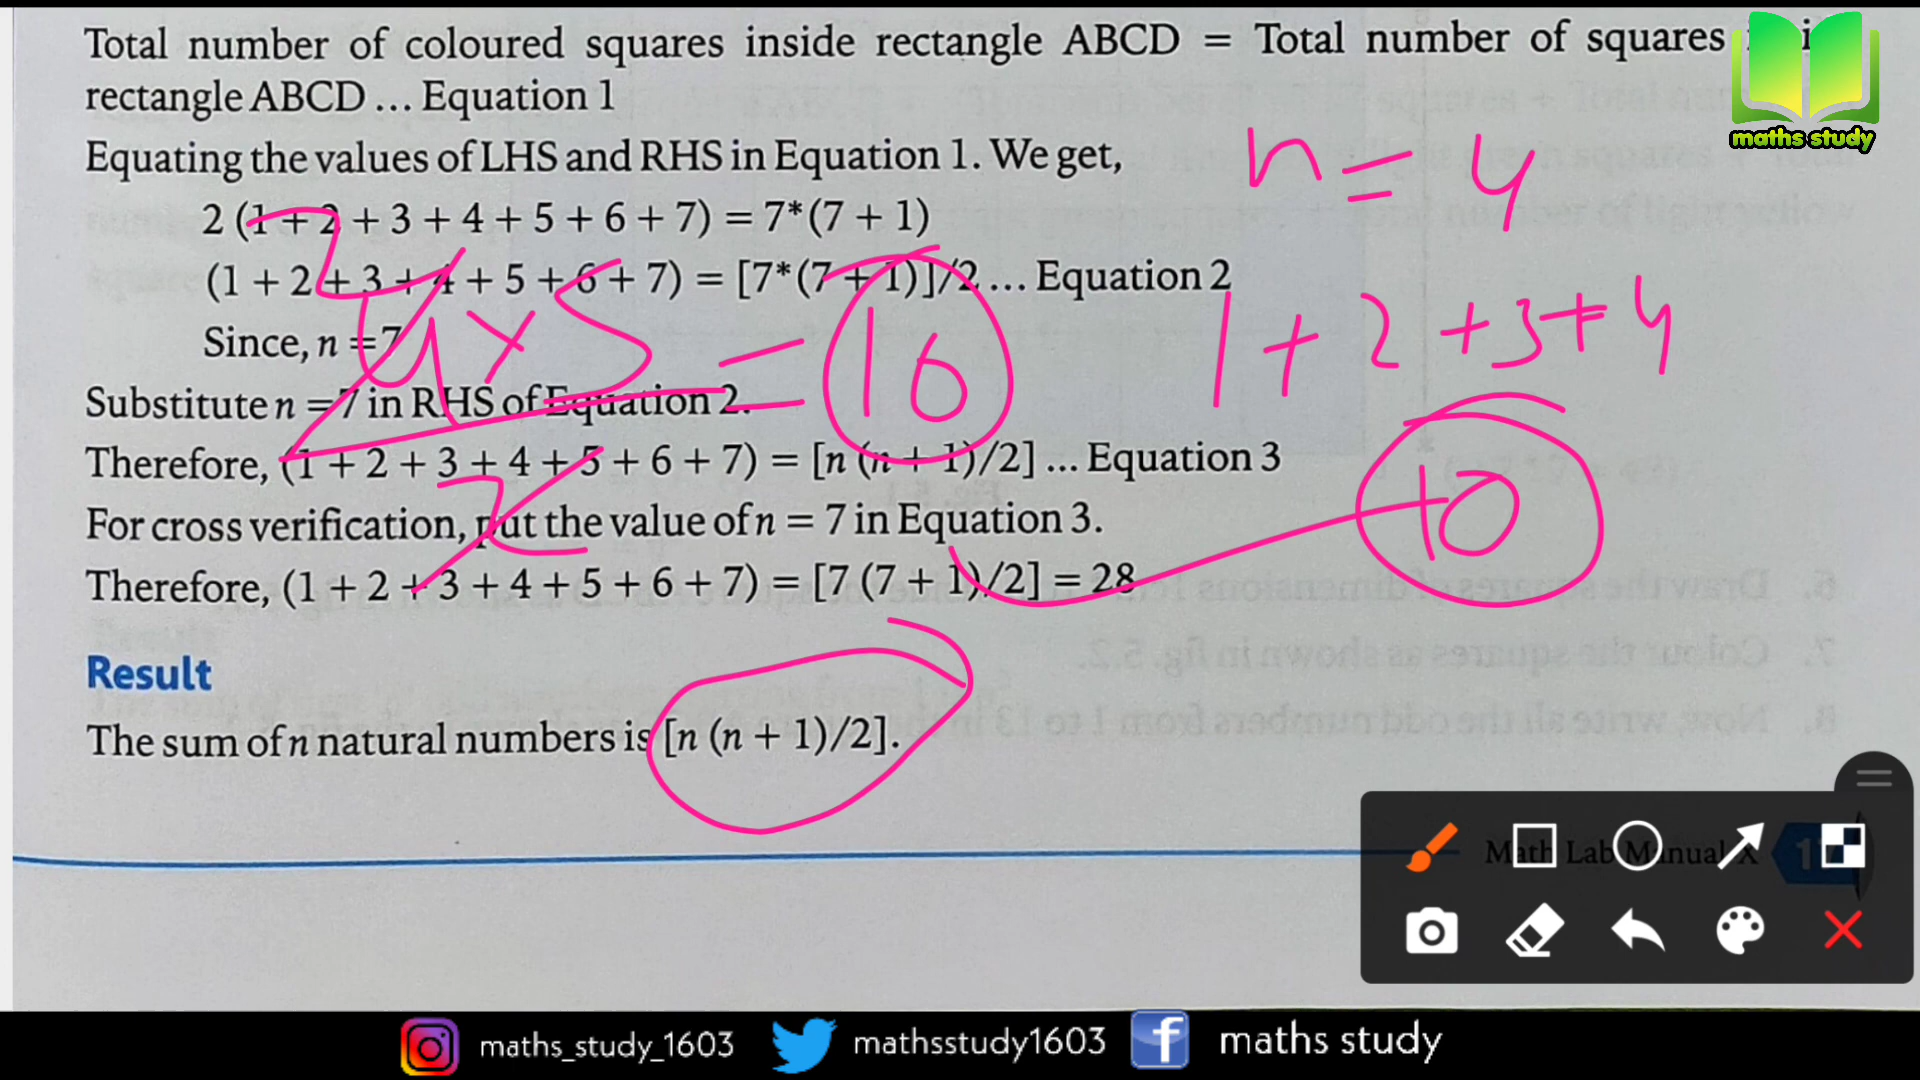 Total number of coloured squares inside rectangle ABCD = Total number of squares
rectangle ABCD ... Equation 1
maths study
Equating the values of LHS and RHS in Equation 1. We get,
n = 4
2 (1 + 2 + 3 + 4 + 5 + 6 + 7) = 7*(7 + 1)
(1 + 2 + 3 + 4 + 5 + 6 + 7) = [7*(7 + 1)]/2 ... Equation 2
1 + 2 + 3 + 4
Since, n = 7
4 × 5
= 10
Substitute n = 7 in RHS of Equation 2.
Therefore, (1 + 2 + 3 + 4 + 5 + 6 + 7) = [n (n + 1)/2] ... Equation 3
2
10
For cross verification, put the value of n = 7 in Equation 3.
Therefore, (1 + 2 + 3 + 4 + 5 + 6 + 7) = [7 (7 + 1)/2] = 28
Result
The sum of n natural numbers is [n (n + 1)/2].
Math Lab Manual X
maths_study_1603
mathsstudy1603
maths study